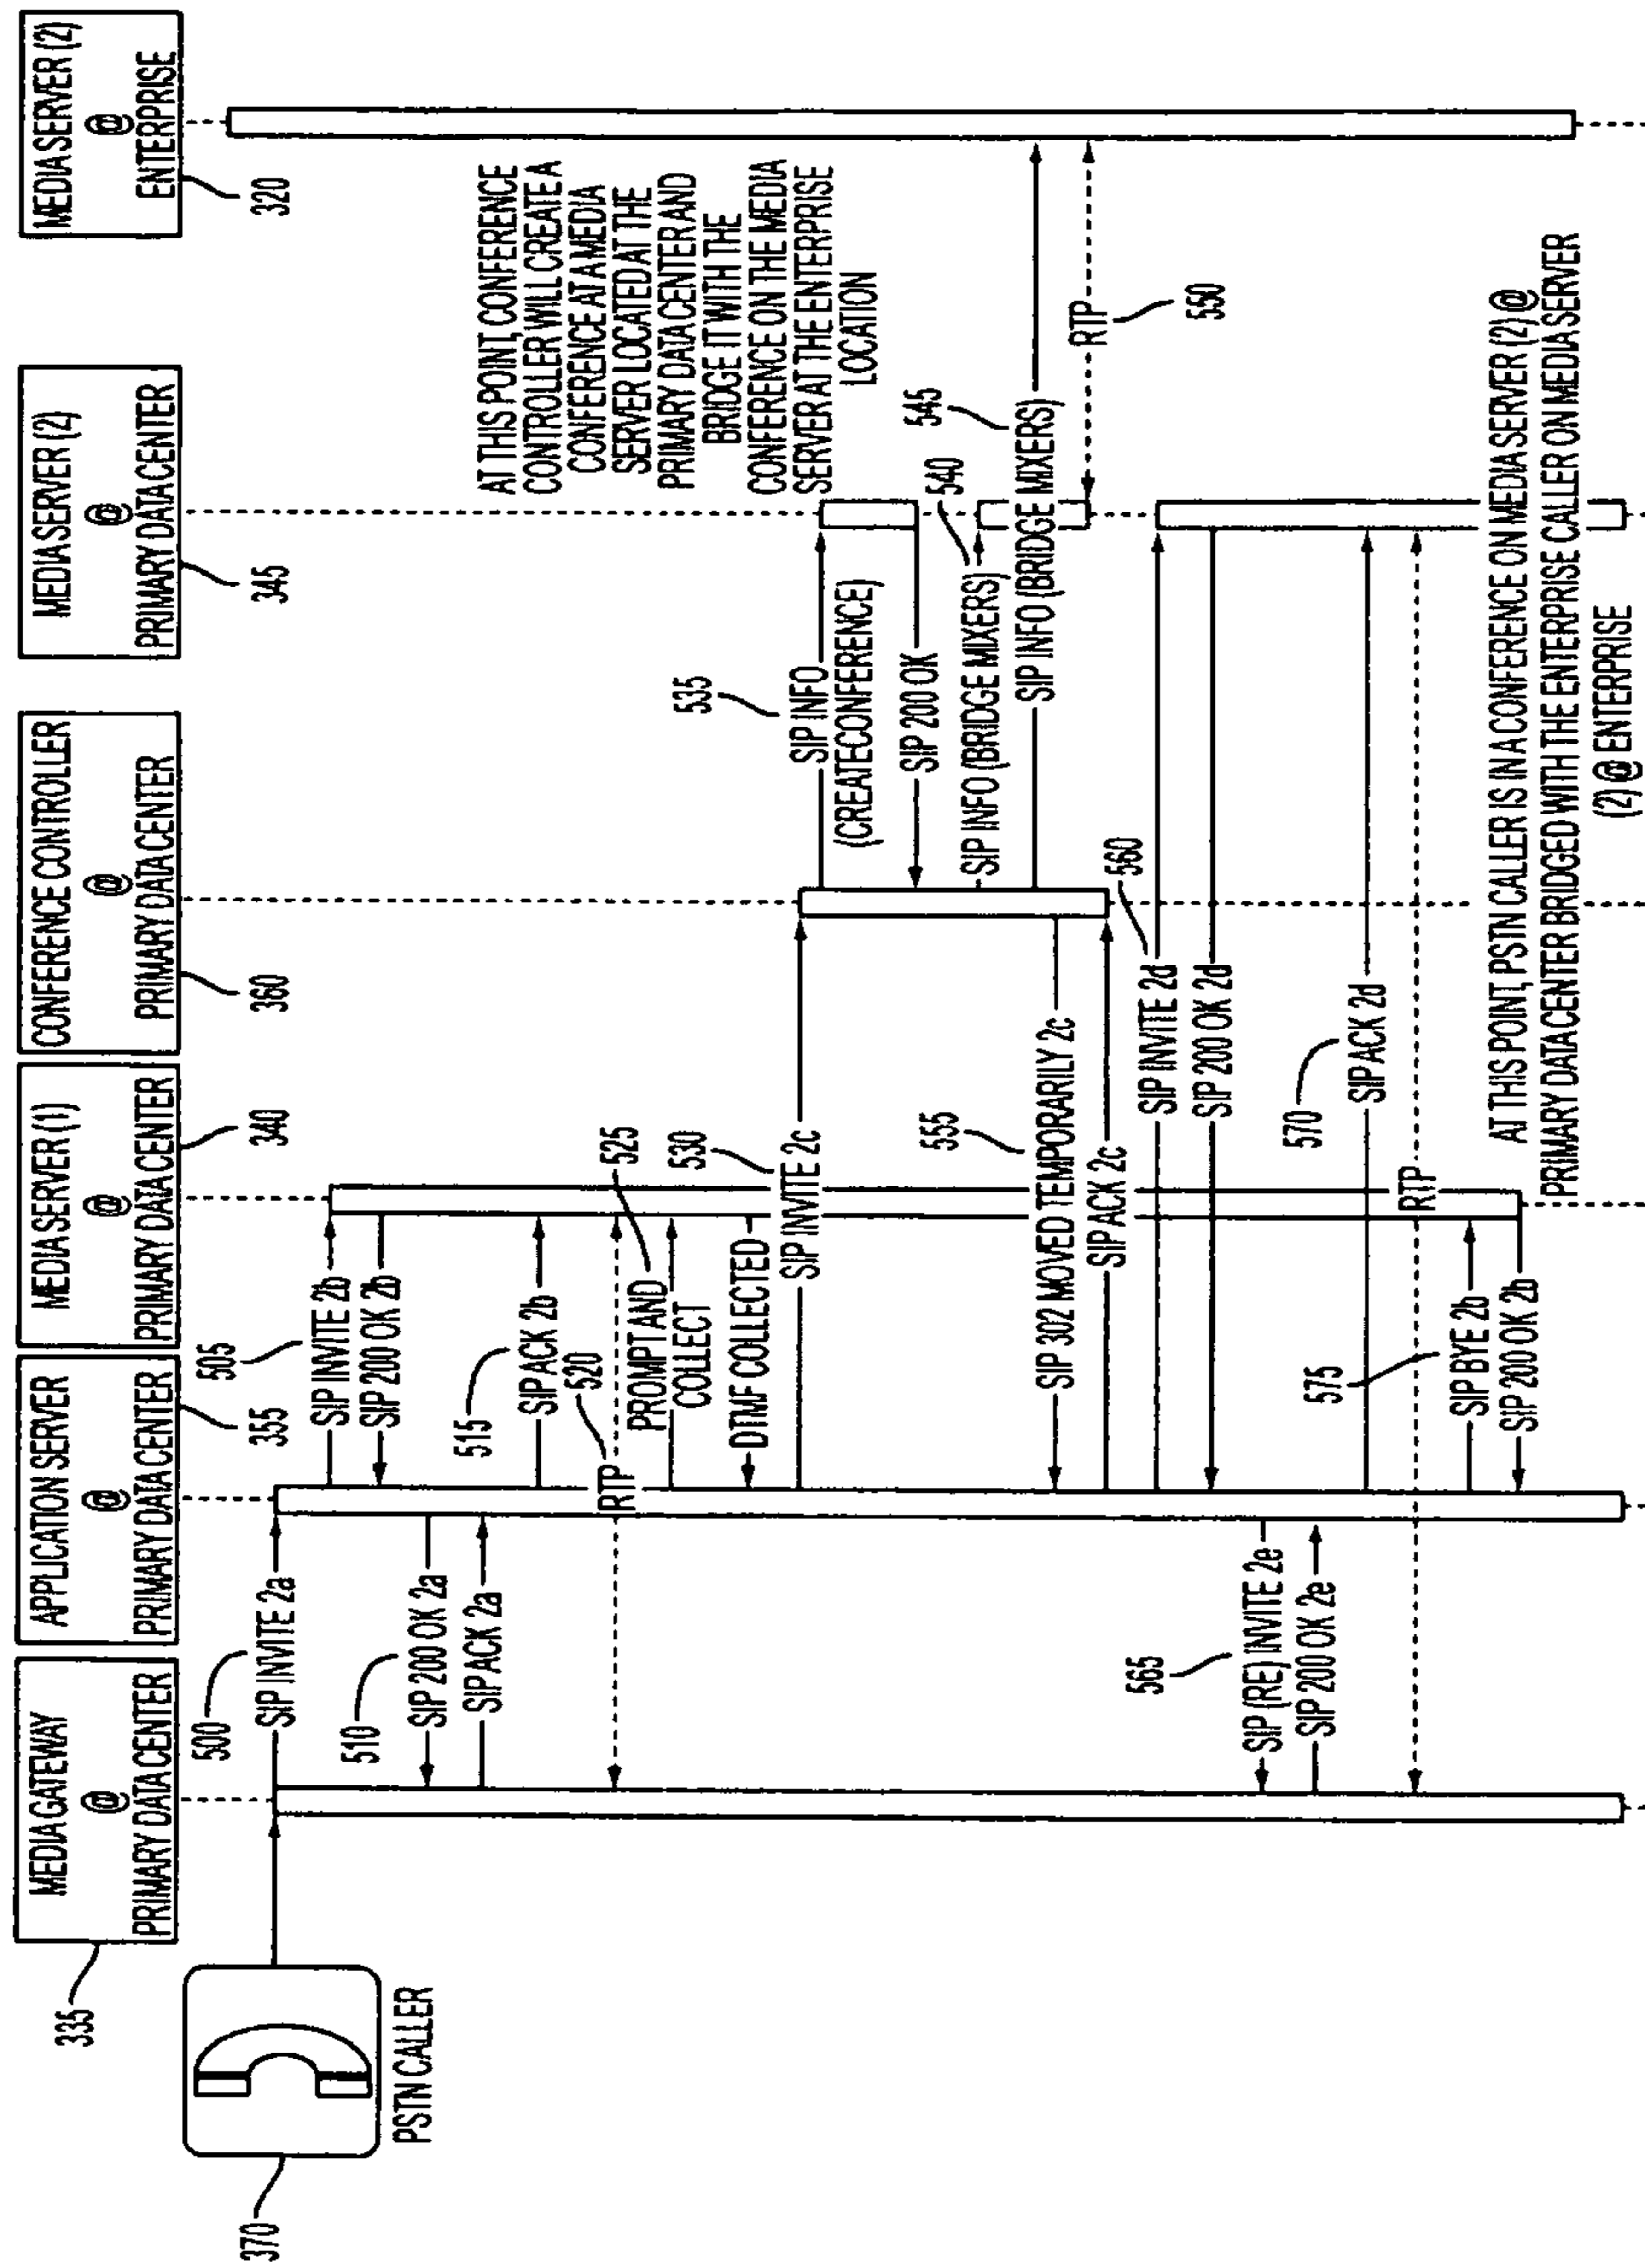 MEDIA GATEWAY
@
PRIMARY DATA CENTER
335
APPLICATION SERVER
@
PRIMARY DATA CENTER
355
MEDIA SERVER (1)
@
PRIMARY DATA CENTER
340
CONFERENCE CONTROLLER
@
PRIMARY DATA CENTER
360
MEDIA SERVER (2)
@
PRIMARY DATA CENTER
345
MEDIA SERVER (2)
@
ENTERPRISE
320
370
PSTN CALLER
500
SIP INVITE 2a
505
SIP INVITE 2b
SIP 200 OK 2b
510
SIP 200 OK 2a
SIP ACK 2a
515
SIP ACK 2b
520
RTP
525
PROMPT AND
COLLECT
DTMF COLLECTED
530
SIP INVITE 2c
AT THIS POINT, CONFERENCE
CONTROLLER WILL CREATE A
CONFERENCE AT A MEDIA
SERVER LOCATED AT THE
PRIMARY DATA CENTER AND
BRIDGE IT WITH THE
CONFERENCE ON THE MEDIA
SERVER AT THE ENTERPRISE
LOCATION
535
SIP INFO
(CREATECONFERENCE)
SIP 200 OK
540
SIP INFO (BRIDGE MIXERS)
545
SIP INFO (BRIDGE MIXERS)
RTP
550
555
SIP 302 MOVED TEMPORARILY 2c
SIP ACK 2c
560
SIP INVITE 2d
SIP 200 OK 2d
565
SIP (RE) INVITE 2e
SIP 200 OK 2e
570
SIP ACK 2d
RTP
575
SIP BYE 2b
SIP 200 OK 2b
AT THIS POINT, PSTN CALLER IS IN A CONFERENCE ON MEDIA SERVER (2) @
PRIMARY DATA CENTER BRIDGED WITH THE ENTERPRISE CALLER ON MEDIA SERVER
(2) @ ENTERPRISE